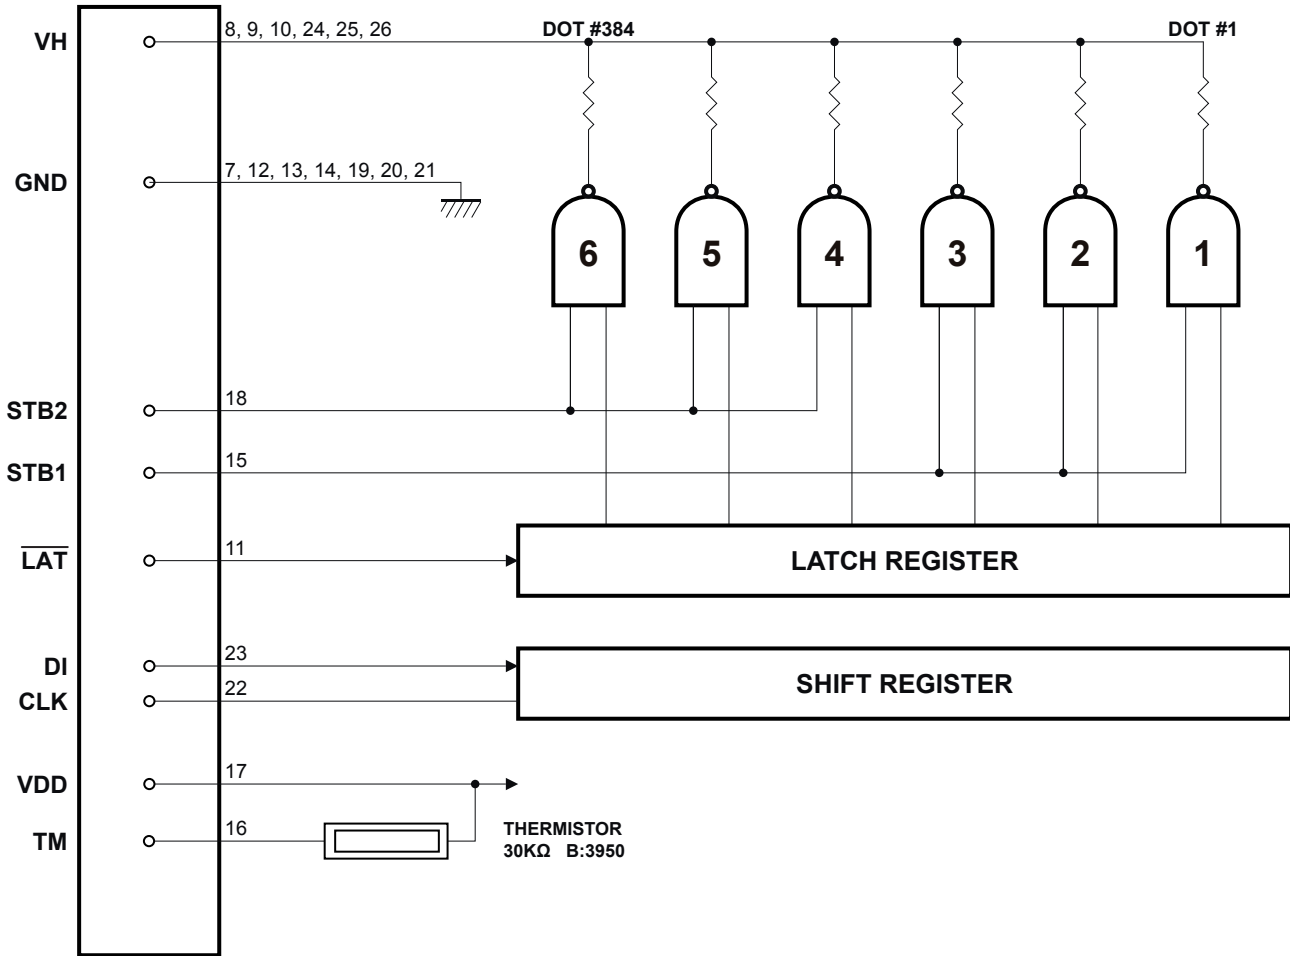 VH 8, 9, 10, 24, 25, 26 DOT #384 DOT #1
GND 7, 12, 13, 14, 19, 20, 21
6 5 4 3 2 1
STB2 18
STB1 15
L̅A̅T̅ 11 LATCH REGISTER
DI 23
CLK 22 SHIFT REGISTER
VDD 17
TM 16 THERMISTOR
30KΩ B:3950